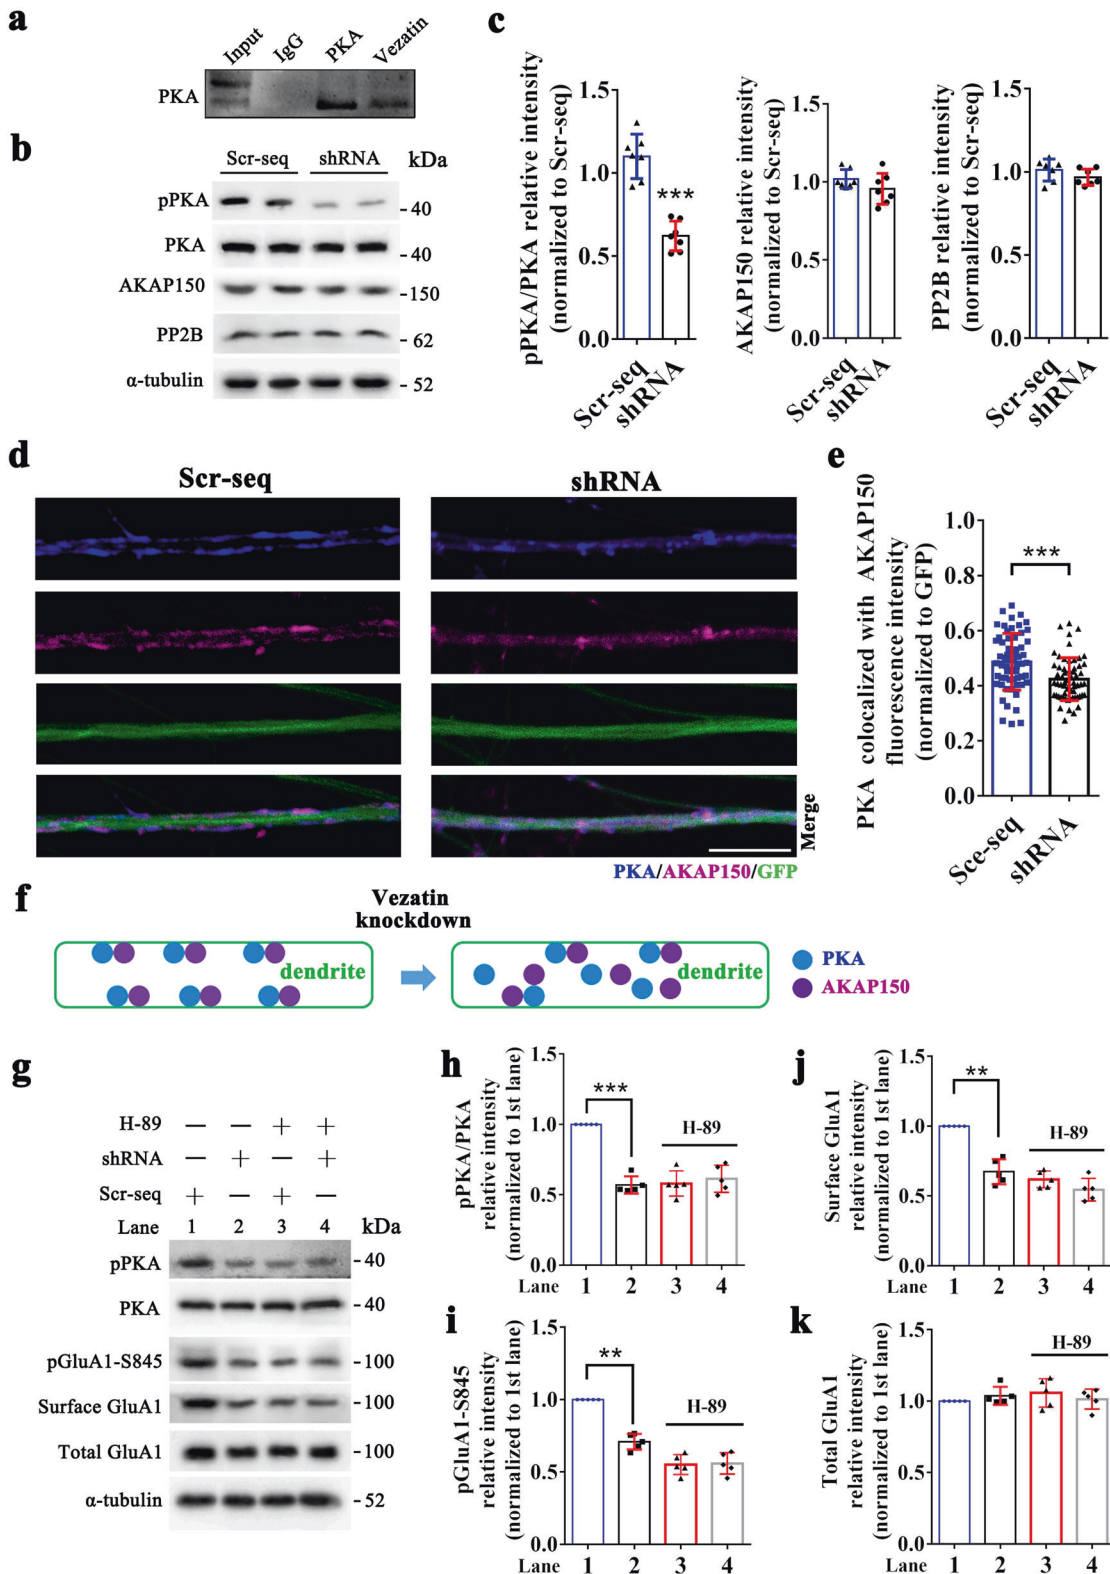 a
Input
IgG
PKA
Vezatin
PKA
b
Scr-seq
shRNA
kDa
pPKA
- 40
PKA
- 40
AKAP150
- 150
PP2B
- 62
α-tubulin
- 52
c
pPKA/PKA relative intensity
(normalized to Scr-seq)
1.5
1.0
0.5
0.0
***
Scr-seq
shRNA
AKAP150 relative intensity
(normalized to Scr-seq)
1.5
1.0
0.5
0.0
Scr-seq
shRNA
PP2B relative intensity
(normalized to Scr-seq)
1.5
1.0
0.5
0.0
Scr-seq
shRNA
d
Scr-seq
shRNA
Merge
PKA/AKAP150/GFP
e
PKA colocalized with AKAP150
fluorescence intensity
(normalized to GFP)
1.0
0.8
0.6
0.4
0.2
0.0
***
Sce-seq
shRNA
f
Vezatin
knockdown
dendrite
dendrite
PKA
AKAP150
g
H-89 — — + +
shRNA — + — +
Scr-seq + — + —
Lane 1 2 3 4 kDa
pPKA
- 40
PKA
- 40
pGluA1-S845
- 100
Surface GluA1
- 100
Total GluA1
- 100
α-tubulin
- 52
h
pPKA/PKA
relative intensity
(normalized to 1st lane)
1.5
1.0
0.5
0.0
***
H-89
Lane 1 2 3 4
j
Surface GluA1
relative intensity
(normalized to 1st lane)
1.5
1.0
0.5
0.0
**
H-89
Lane 1 2 3 4
i
pGluA1-S845
relative intensity
(normalized to 1st lane)
1.5
1.0
0.5
0.0
**
H-89
Lane 1 2 3 4
k
Total GluA1
relative intensity
(normalized to 1st lane)
1.5
1.0
0.5
0.0
H-89
Lane 1 2 3 4